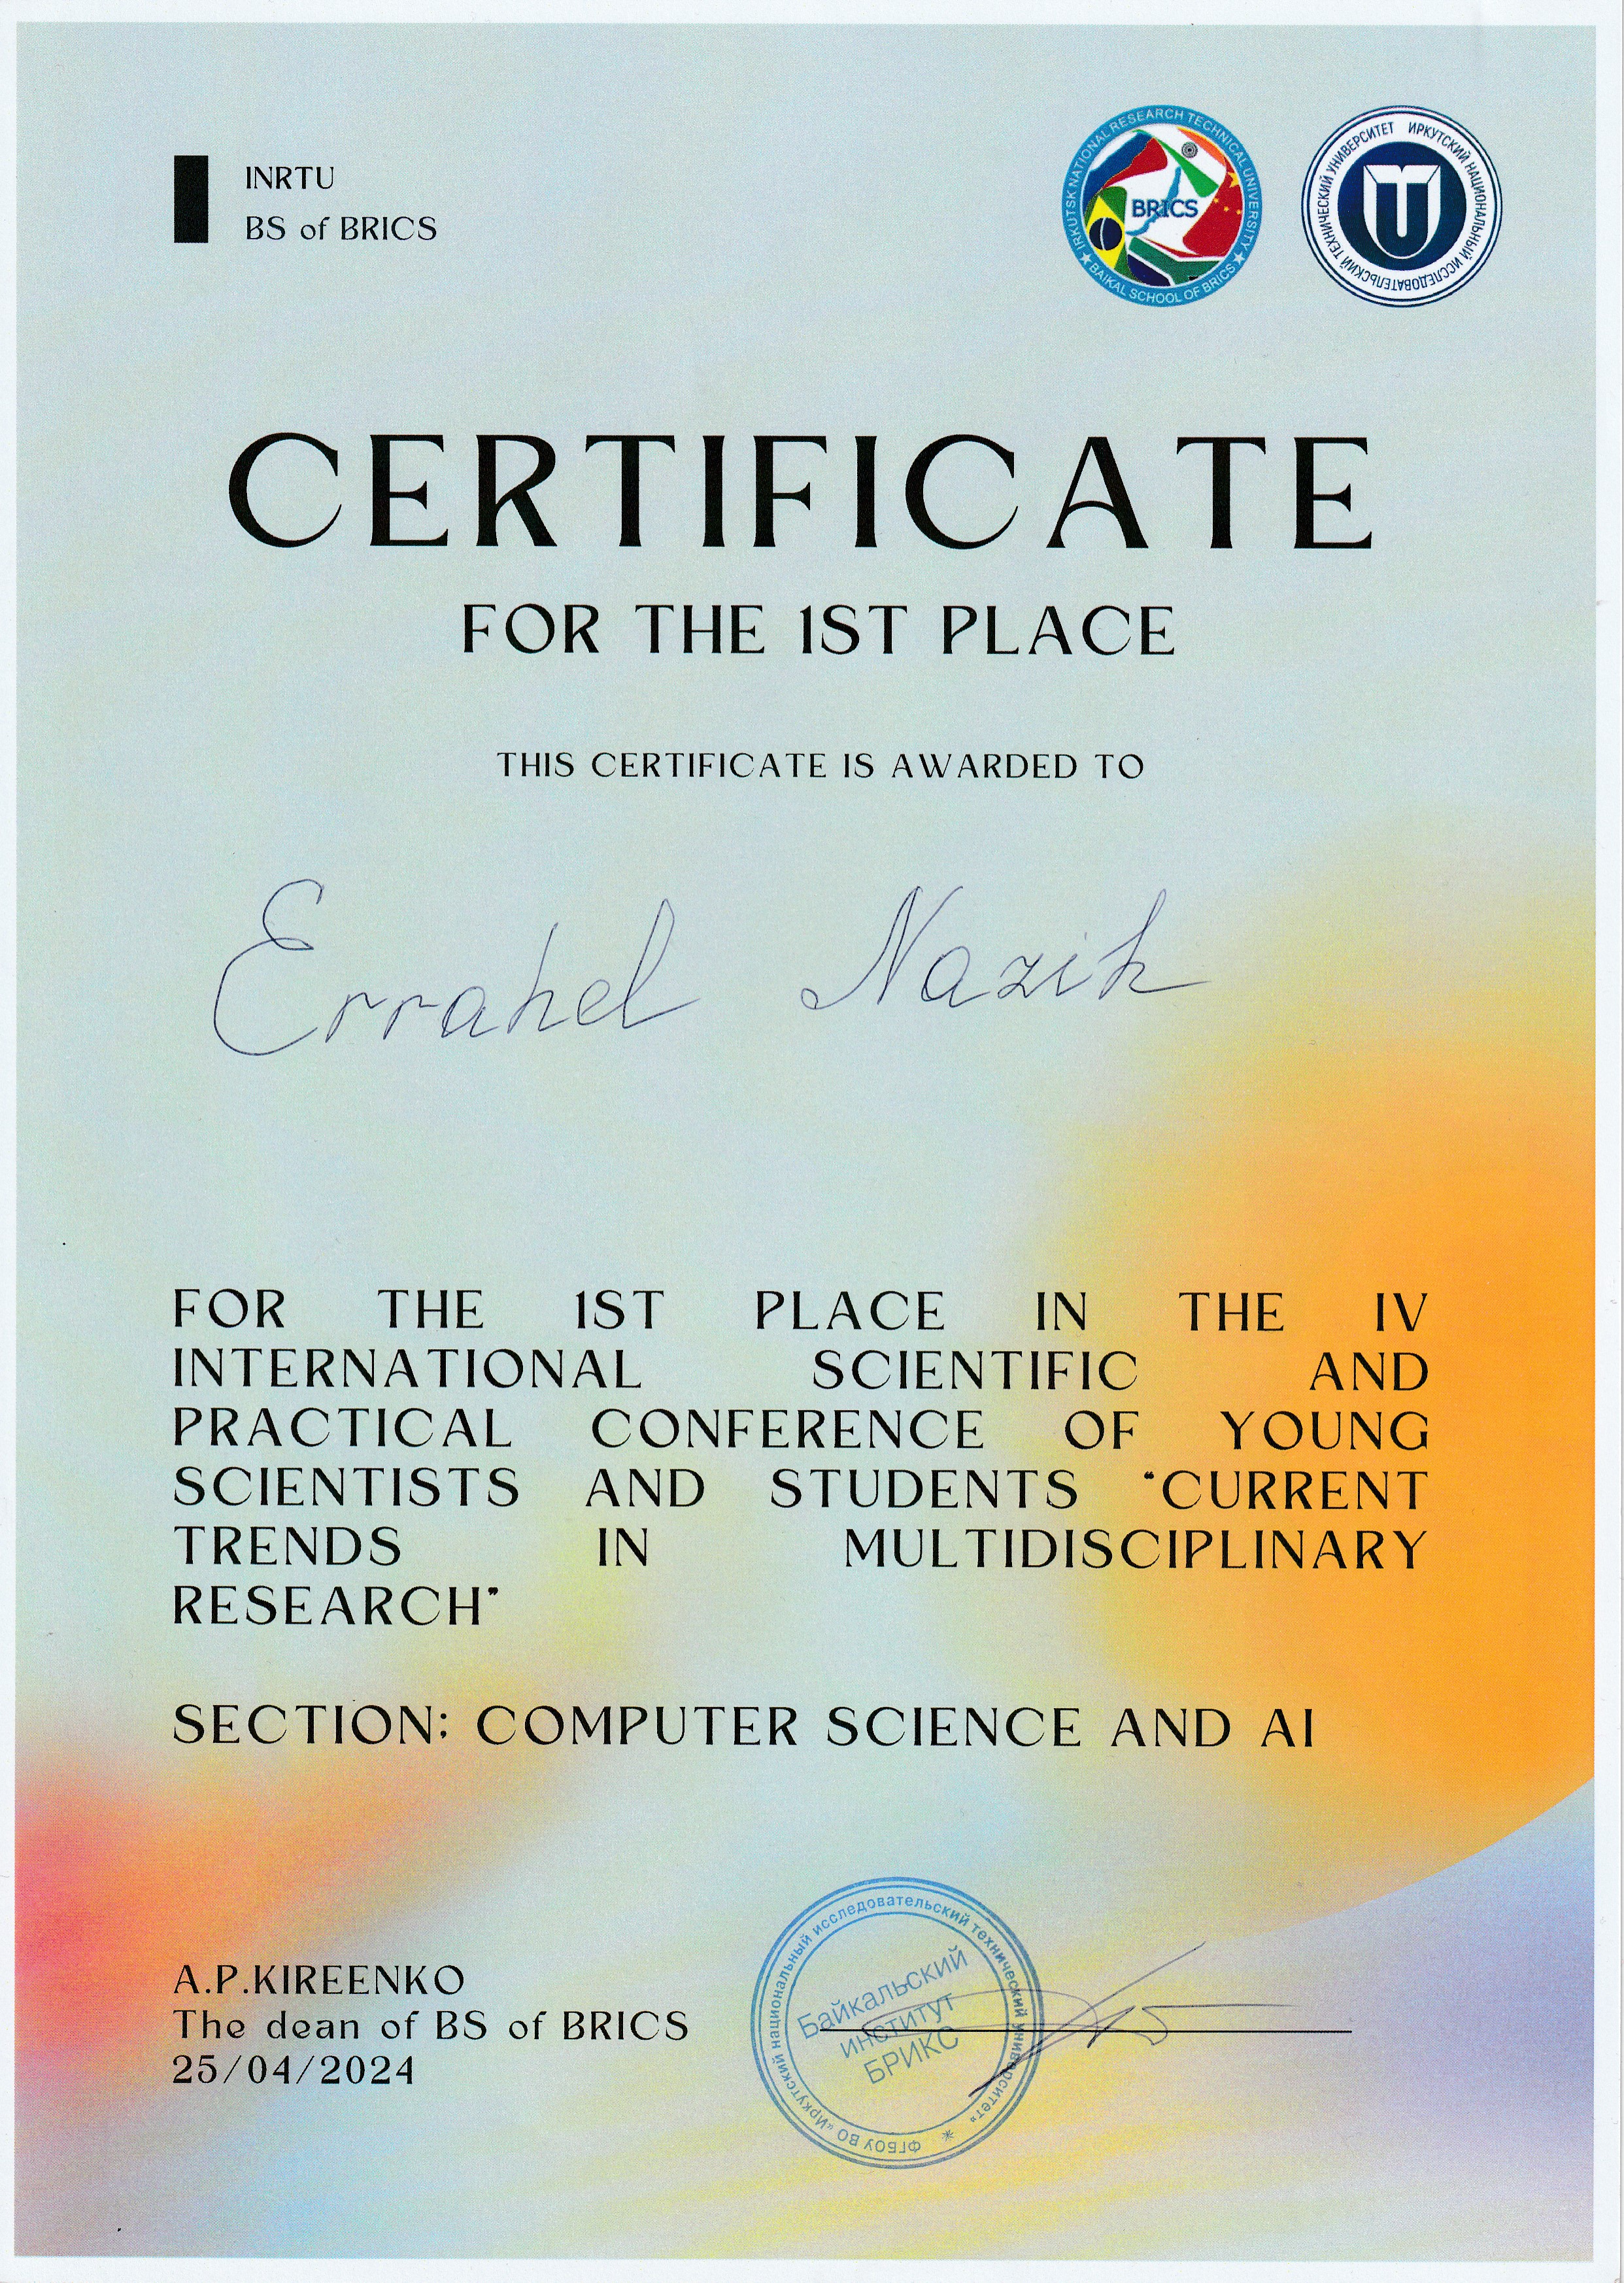 INRTU
BS of BRICS
IRKUTSK NATIONAL RESEARCH TECHNICAL UNIVERSITY
BAIKAL SCHOOL OF BRICS
BRICS
ИРКУТСКИЙ НАЦИОНАЛЬНЫЙ ИССЛЕДОВАТЕЛЬСКИЙ ТЕХНИЧЕСКИЙ УНИВЕРСИТЕТ
CERTIFICATE
FOR THE 1ST PLACE
THIS CERTIFICATE IS AWARDED TO
Errahel Nazih
FOR THE 1ST PLACE IN THE IV
INTERNATIONAL SCIENTIFIC AND
PRACTICAL CONFERENCE OF YOUNG
SCIENTISTS AND STUDENTS “CURRENT
TRENDS IN MULTIDISCIPLINARY
RESEARCH”
SECTION: COMPUTER SCIENCE AND AI
A.P.KIREENKO
The dean of BS of BRICS
25/04/2024
ФГБОУ ВО «Иркутский национальный исследовательский технический университет»
Байкальский
институт
БРИКС